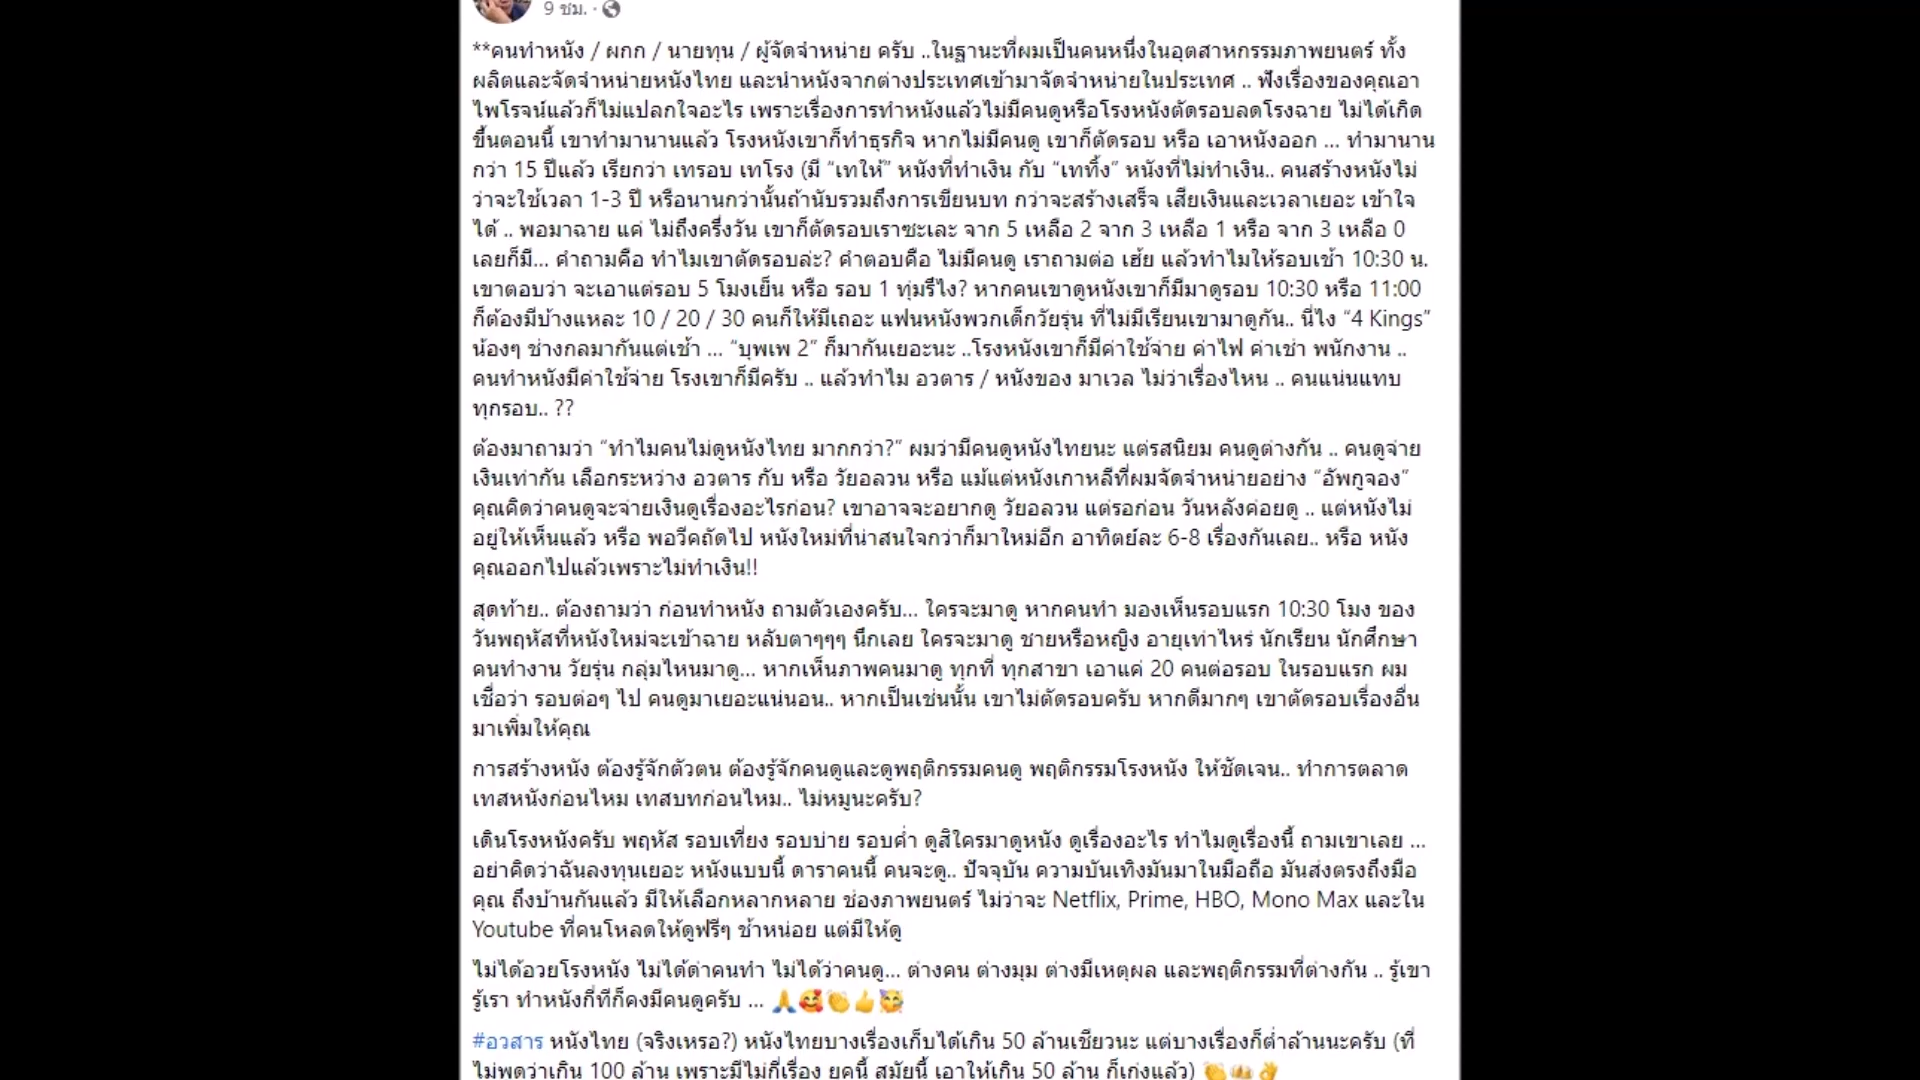 9 ชม. ·
**คนทำหนัง / ผกก / นายทุน / ผู้จัดจำหน่าย ครับ ..ในฐานะที่ผมเป็นคนหนึ่งในอุตสาหกรรมภาพยนตร์ ทั้ง
ผลิตและจัดจำหน่ายหนังไทย และนำหนังจากต่างประเทศเข้ามาจัดจำหน่ายในประเทศ .. ฟังเรื่องของคุณอา
ไพโรจน์แล้วก็ไม่แปลกใจอะไร เพราะเรื่องการทำหนังแล้วไม่มีคนดูหรือโรงหนังตัดรอบลดโรงฉาย ไม่ได้เกิด
ขึ้นตอนนี้ เขาทำมานานแล้ว โรงหนังเขาก็ทำธุรกิจ หากไม่มีคนดู เขาก็ตัดรอบ หรือ เอาหนังออก ... ทำมานาน
กว่า 15 ปีแล้ว เรียกว่า เทรอบ เทโรง (มี “เทให้” หนังที่ทำเงิน กับ “เททิ้ง” หนังที่ไม่ทำเงิน.. คนสร้างหนังไม่
ว่าจะใช้เวลา 1-3 ปี หรือนานกว่านั้นถ้านับรวมถึงการเขียนบท กว่าจะสร้างเสร็จ เสียเงินและเวลาเยอะ เข้าใจ
ได้ .. พอมาฉาย แค่ ไม่ถึงครึ่งวัน เขาก็ตัดรอบเราซะเละ จาก 5 เหลือ 2 จาก 3 เหลือ 1 หรือ จาก 3 เหลือ 0
เลยก็มี... คำถามคือ ทำไมเขาตัดรอบล่ะ? คำตอบคือ ไม่มีคนดู เราถามต่อ เฮ้ย แล้วทำไมให้รอบเช้า 10:30 น.
เขาตอบว่า จะเอาแต่รอบ 5 โมงเย็น หรือ รอบ 1 ทุ่มรึไง? หากคนเขาดูหนังเขาก็มีมาดูรอบ 10:30 หรือ 11:00
ก็ต้องมีบ้างแหละ 10 / 20 / 30 คนก็ให้มีเถอะ แฟนหนังพวกเด็กวัยรุ่น ที่ไม่มีเรียนเขามาดูกัน.. นี่ไง “4 Kings”
น้องๆ ช่างกลมากันแต่เช้า ... “บุพเพ 2” ก็มากันเยอะนะ ..โรงหนังเขาก็มีค่าใช้จ่าย ค่าไฟ ค่าเช่า พนักงาน ..
คนทำหนังมีค่าใช้จ่าย โรงเขาก็มีครับ .. แล้วทำไม อวตาร / หนังของ มาเวล ไม่ว่าเรื่องไหน .. คนแน่นแทบ
ทุกรอบ.. ??
ต้องมาถามว่า “ทำไมคนไม่ดูหนังไทย มากกว่า?” ผมว่ามีคนดูหนังไทยนะ แต่รสนิยม คนดูต่างกัน .. คนดูจ่าย
เงินเท่ากัน เลือกระหว่าง อวตาร กับ หรือ วัยอลวน หรือ แม้แต่หนังเกาหลีที่ผมจัดจำหน่ายอย่าง “อัพกูจอง”
คุณคิดว่าคนดูจะจ่ายเงินดูเรื่องอะไรก่อน? เขาอาจจะอยากดู วัยอลวน แต่รอก่อน วันหลังค่อยดู .. แต่หนังไม่
อยู่ให้เห็นแล้ว หรือ พอวีคถัดไป หนังใหม่ที่น่าสนใจกว่าก็มาใหม่อีก อาทิตย์ละ 6-8 เรื่องกันเลย.. หรือ หนัง
คุณออกไปแล้วเพราะไม่ทำเงิน!!
สุดท้าย.. ต้องถามว่า ก่อนทำหนัง ถามตัวเองครับ... ใครจะมาดู หากคนทำ มองเห็นรอบแรก 10:30 โมง ของ
วันพฤหัสที่หนังใหม่จะเข้าฉาย หลับตาๆๆๆ นึกเลย ใครจะมาดู ชายหรือหญิง อายุเท่าไหร่ นักเรียน นักศึกษา
คนทำงาน วัยรุ่น กลุ่มไหนมาดู... หากเห็นภาพคนมาดู ทุกที่ ทุกสาขา เอาแค่ 20 คนต่อรอบ ในรอบแรก ผม
เชื่อว่า รอบต่อๆ ไป คนดูมาเยอะแน่นอน.. หากเป็นเช่นนั้น เขาไม่ตัดรอบครับ หากดีมากๆ เขาตัดรอบเรื่องอื่น
มาเพิ่มให้คุณ
การสร้างหนัง ต้องรู้จักตัวตน ต้องรู้จักคนดูและดูพฤติกรรมคนดู พฤติกรรมโรงหนัง ให้ชัดเจน.. ทำการตลาด
เทสหนังก่อนไหม เทสบทก่อนไหม.. ไม่หมูนะครับ?
เดินโรงหนังครับ พฤหัส รอบเที่ยง รอบบ่าย รอบค่ำ ดูสิใครมาดูหนัง ดูเรื่องอะไร ทำไมดูเรื่องนี้ ถามเขาเลย ...
อย่าคิดว่าฉันลงทุนเยอะ หนังแบบนี้ ดาราคนนี้ คนจะดู.. ปัจจุบัน ความบันเทิงมันมาในมือถือ มันส่งตรงถึงมือ
คุณ ถึงบ้านกันแล้ว มีให้เลือกหลากหลาย ช่องภาพยนตร์ ไม่ว่าจะ Netflix, Prime, HBO, Mono Max และใน
Youtube ที่คนโหลดให้ดูฟรีๆ ช้าหน่อย แต่มีให้ดู
ไม่ได้อวยโรงหนัง ไม่ได้ด่าคนทำ ไม่ได้ว่าคนดู... ต่างคน ต่างมุม ต่างมีเหตุผล และพฤติกรรมที่ต่างกัน .. รู้เขา
รู้เรา ทำหนังกี่ทีก็คงมีคนดูครับ ... 🙏🥰👏👍🥳
#อวสาร หนังไทย (จริงเหรอ?) หนังไทยบางเรื่องเก็บได้เกิน 50 ล้านเชียวนะ แต่บางเรื่องก็ต่ำล้านนะครับ (ที่
ไม่พูดว่าเกิน 100 ล้าน เพราะมีไม่กี่เรื่อง ยุคนี้ สมัยนี้ เอาให้เกิน 50 ล้าน ก็เก่งแล้ว) 👏🙌👌